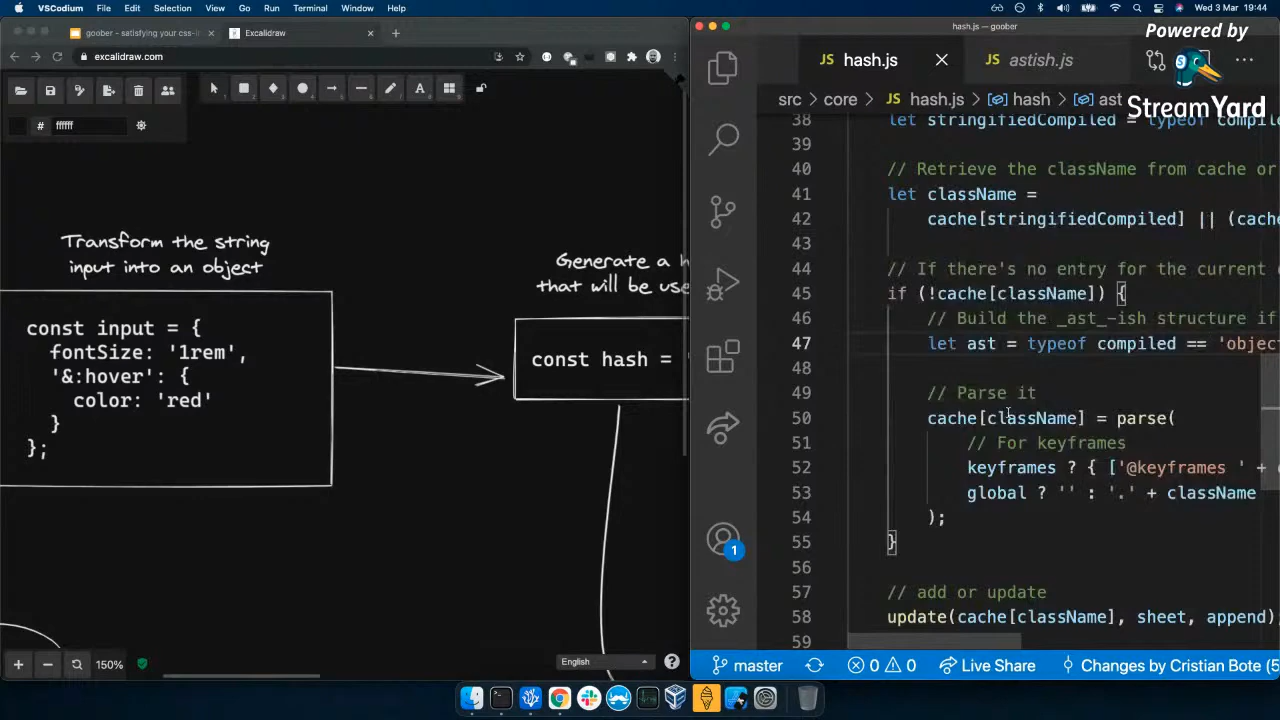 VSCodium File Edit Selection View Go Run Terminal Window Help
Wed 3 Mar 19:44
goober - satisfying your css-i
Excalidraw
excalidraw.com
# ffffff
Transform the string
input into an object
const input = {
fontSize: '1rem',
'&:hover': {
color: 'red'
}
};
Generate a h
that will be use
const hash = '
150%
English
hash.js — goober
Powered by
StreamYard
JS hash.js
JS astish.js
src core JS hash.js hash ast
38 let stringifiedCompiled = typeof compil
39
40 // Retrieve the className from cache or
41 let className =
42 cache[stringifiedCompiled] || (cache
43
44 // If there's no entry for the current
45 if (!cache[className]) {
46 // Build the _ast_-ish structure if
47 let ast = typeof compiled == 'object
48
49 // Parse it
50 cache[className] = parse(
51 // For keyframes
52 keyframes ? { ['@keyframes ' +
53 global ? '' : '.' + className
54 );
55 }
56
57 // add or update
58 update(cache[className], sheet, append);
59
1
master 0 0 Live Share Changes by Cristian Bote (5